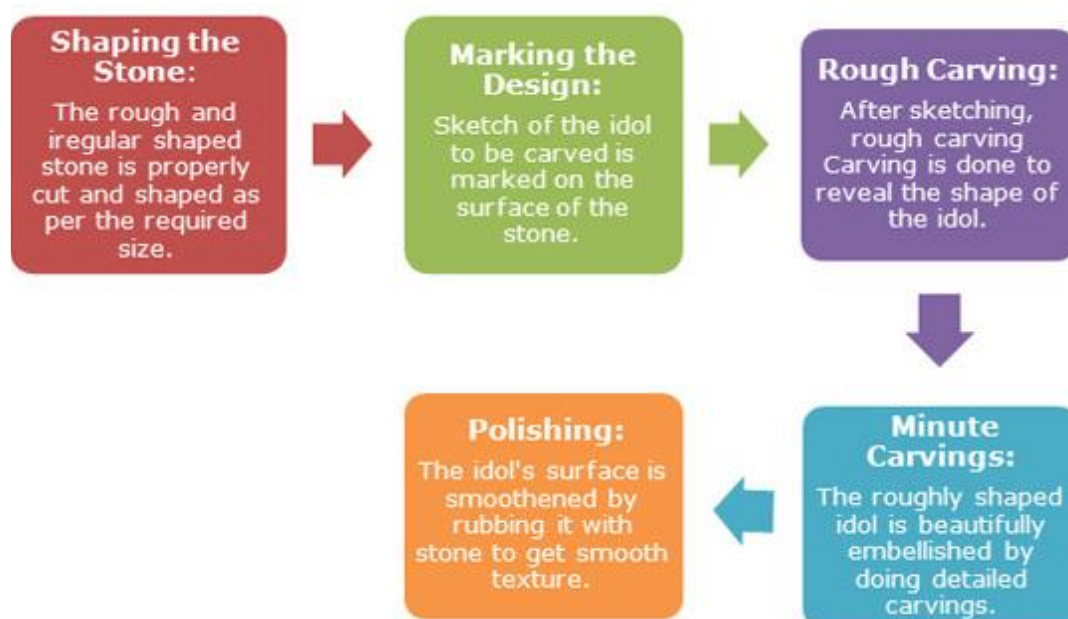 Shaping the
Stone:
The rough and
irregular shaped
stone is properly
cut and shaped as
per the required
size.
Marking the
Design:
Sketch of the idol
to be carved is
marked on the
surface of the
stone.
Rough Carving:
After sketching,
rough carving
Carving is done to
reveal the shape of
the idol.
Minute
Carvings:
The roughly shaped
idol is beautifully
embellished by
doing detailed
carvings.
Polishing:
The idol's surface is
smoothened by
rubbing it with
stone to get smooth
texture.